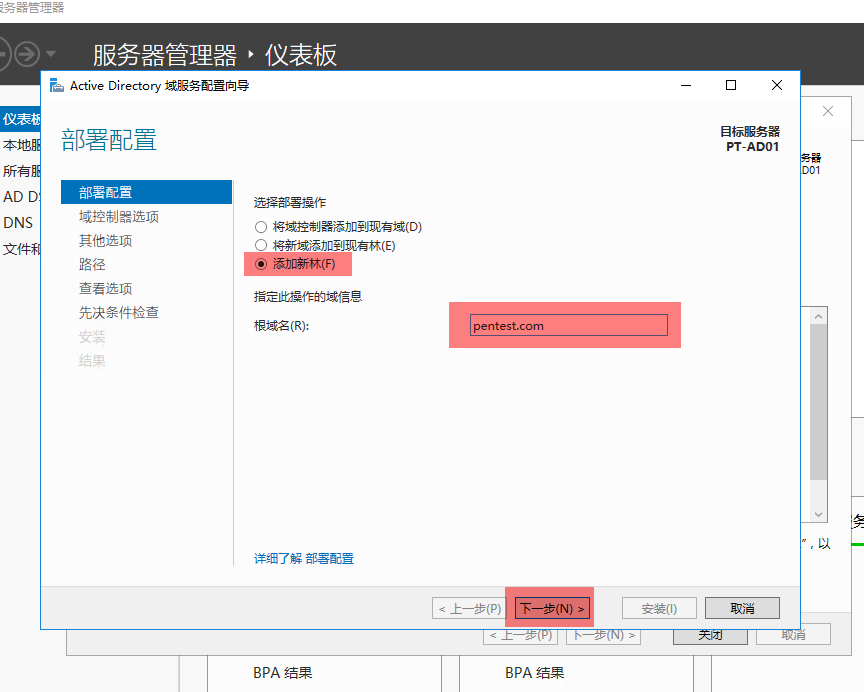 服务器管理器
服务器管理器 · 仪表板
Active Directory 域服务配置向导
仪表板
本地服
所有服
AD DS
DNS
文件和
部署配置
目标服务器
PT-AD01
务器
D01
部署配置
域控制器选项
其他选项
路径
查看选项
先决条件检查
安装
结果
选择部署操作
将域控制器添加到现有域(D)
将新域添加到现有林(E)
添加新林(F)
指定此操作的域信息
根域名(R):
pentest.com
服务
”，以
详细了解 部署配置
< 上一步(P)
下一步(N) >
安装(I)
取消
< 上一步(P)
下一步(N) >
关闭
取消
BPA 结果
BPA 结果